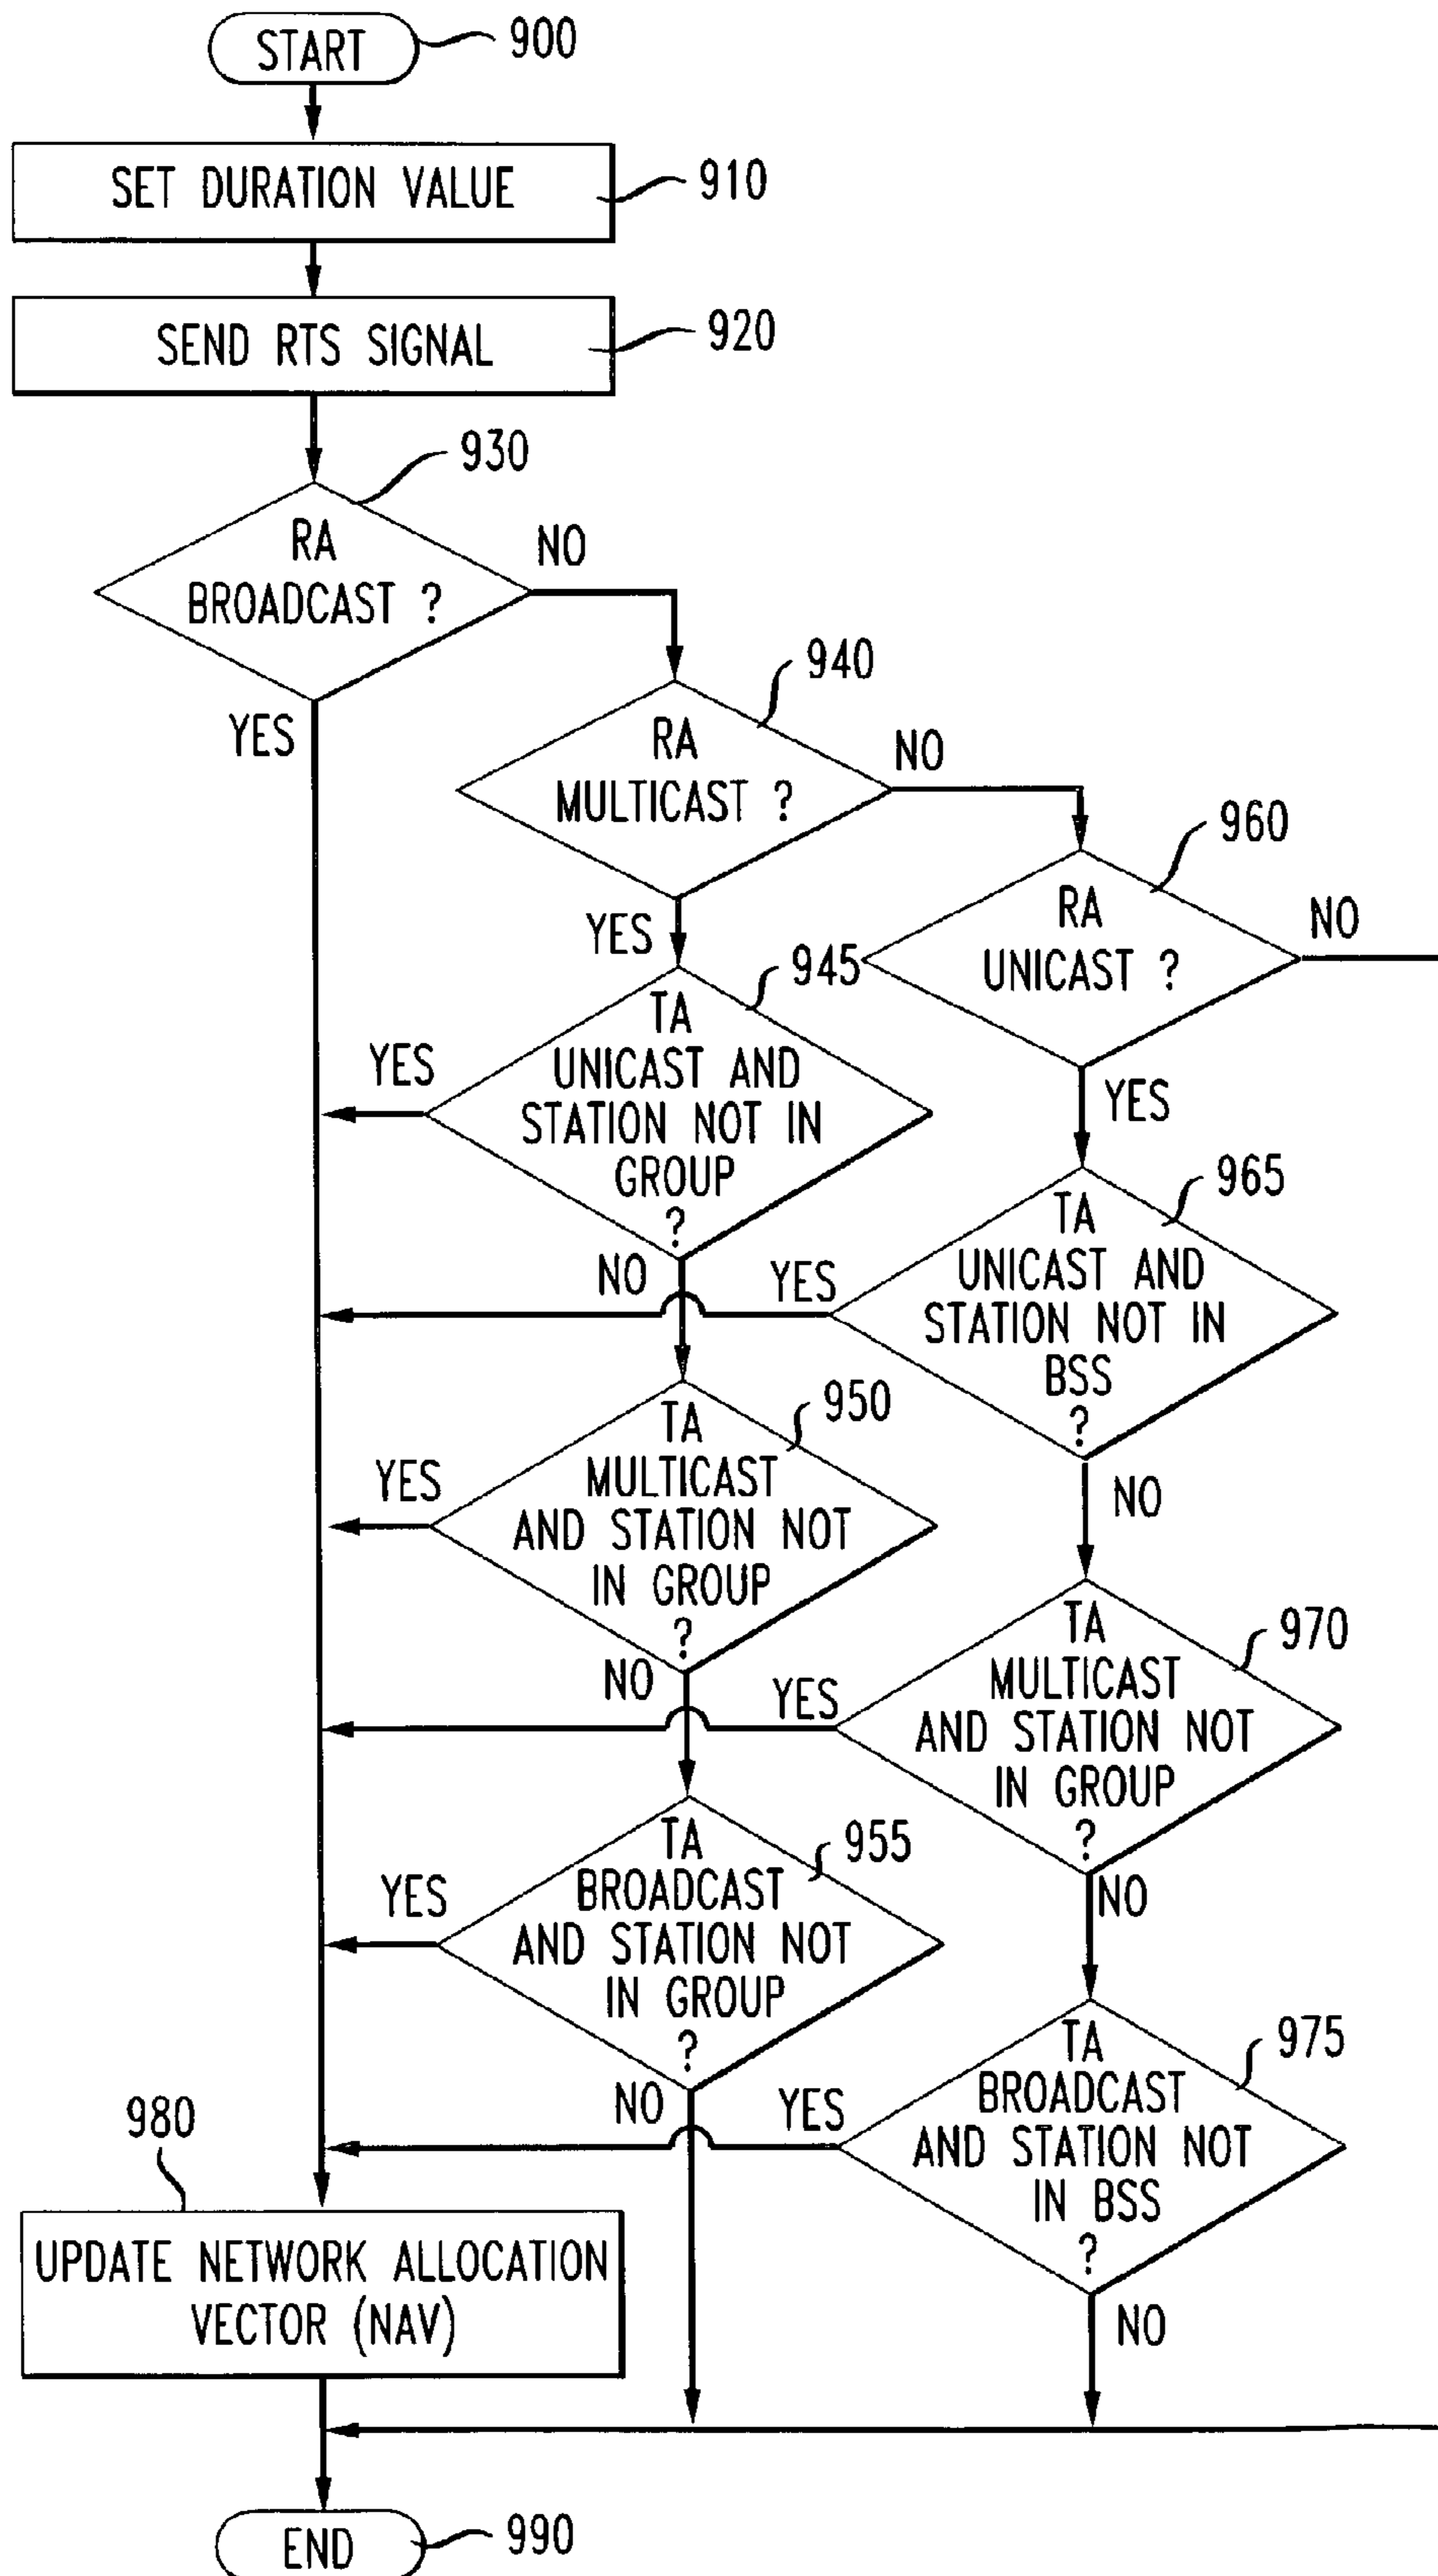 START
900
SET DURATION VALUE
910
SEND RTS SIGNAL
920
930
RA
BROADCAST ?
NO
YES
940
RA
MULTICAST ?
NO
YES
960
RA
UNICAST ?
NO
YES
945
TA
UNICAST AND
STATION NOT IN
GROUP
?
YES
NO
965
TA
UNICAST AND
STATION NOT IN
BSS
?
YES
NO
950
TA
MULTICAST
AND STATION NOT
IN GROUP
?
YES
NO
970
TA
MULTICAST
AND STATION NOT
IN GROUP
?
YES
NO
955
TA
BROADCAST
AND STATION NOT
IN GROUP
?
YES
NO
975
TA
BROADCAST
AND STATION NOT
IN BSS
?
YES
NO
980
UPDATE NETWORK ALLOCATION
VECTOR (NAV)
END
990